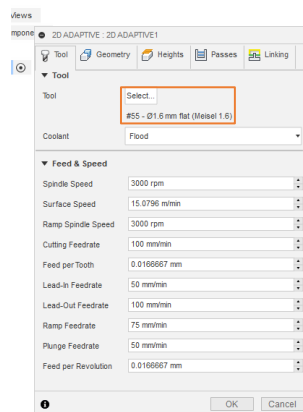 Views
mpone
2D ADAPTIVE : 2D ADAPTIVE1
Tool Geometry Heights Passes Linking
▼ Tool
Tool Select...
#55 - Ø1.6 mm flat (Meisel 1.6)
Coolant Flood
▼ Feed & Speed
Spindle Speed 3000 rpm
Surface Speed 15.0796 m/min
Ramp Spindle Speed 3000 rpm
Cutting Feedrate 100 mm/min
Feed per Tooth 0.0166667 mm
Lead-In Feedrate 50 mm/min
Lead-Out Feedrate 100 mm/min
Ramp Feedrate 75 mm/min
Plunge Feedrate 50 mm/min
Feed per Revolution 0.0166667 mm
OK Cancel